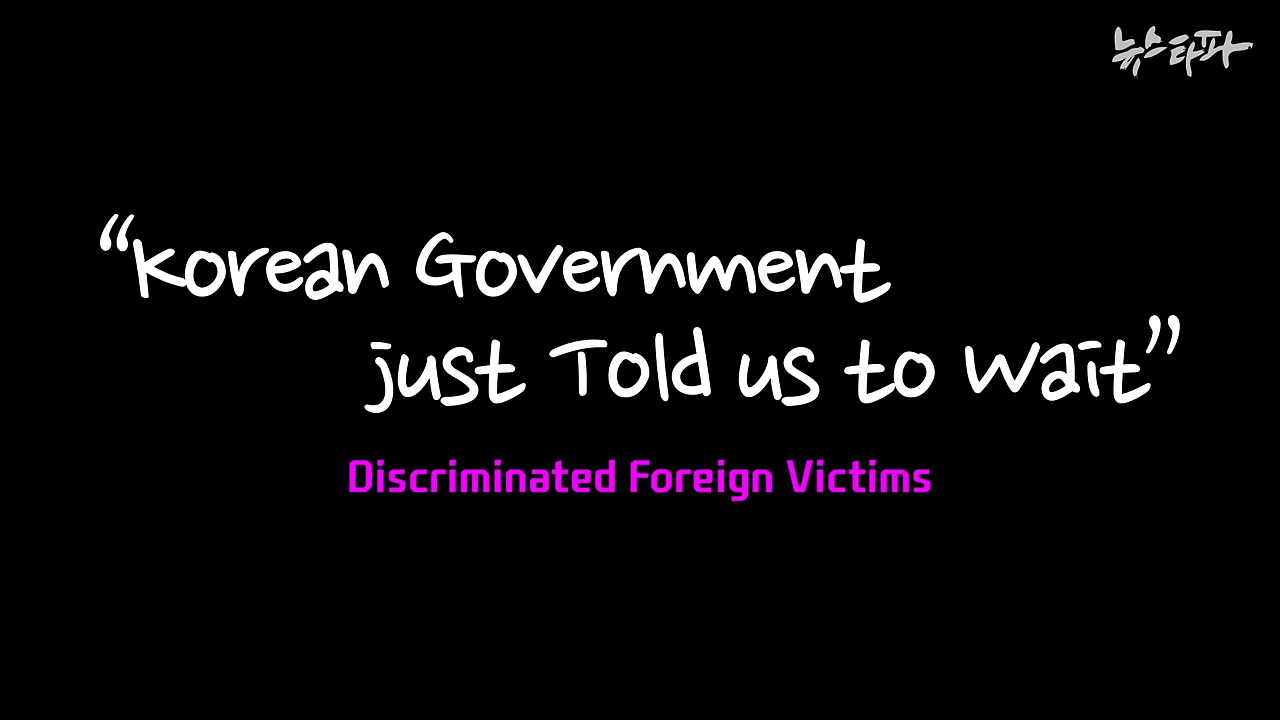 뉴스타파
“Korean Government
just Told us to Wait”
Discriminated Foreign Victims